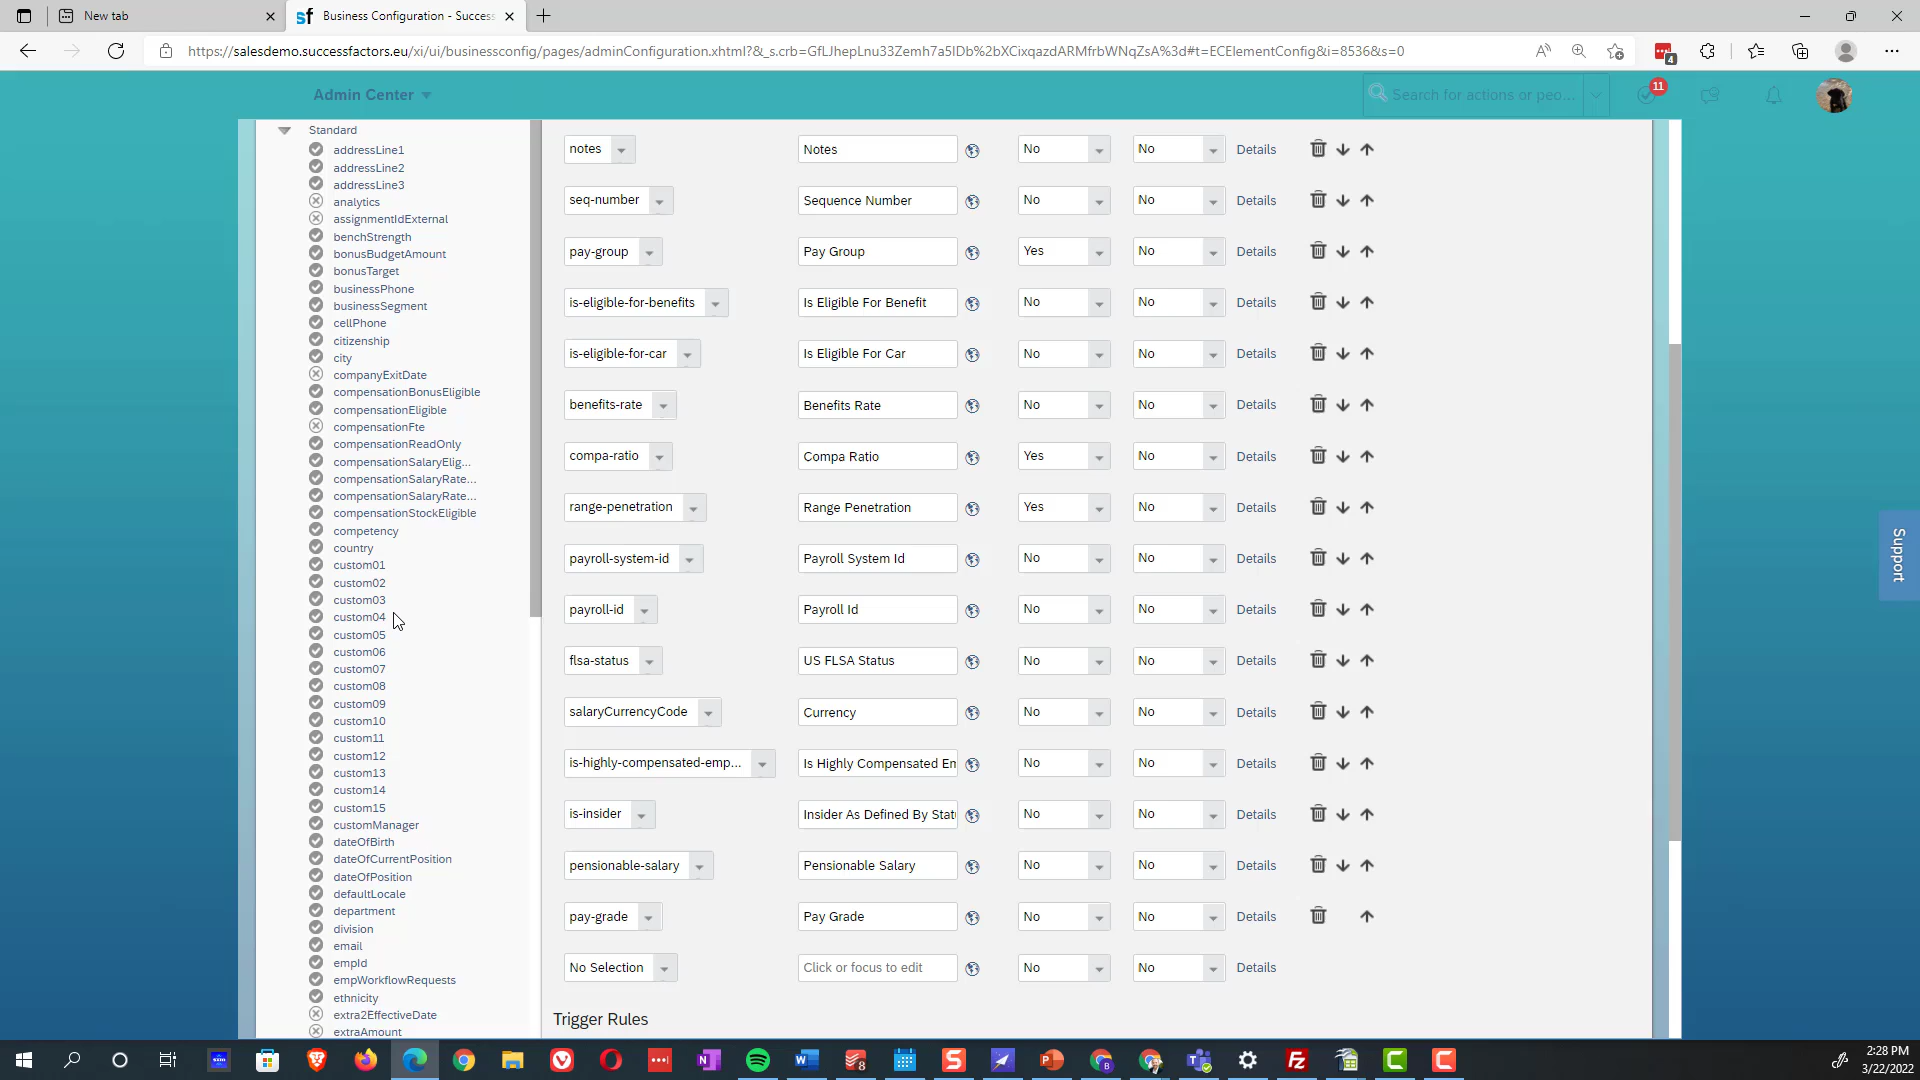 New tab
Business Configuration - Success
https://salesdemo.successfactors.eu/xi/ui/businessconfig/pages/adminConfiguration.xhtml?&_s.crb=GfLJhepLnu33Zemh7a5IDb%2bXCixqazdARMfrbWNqZsA%3d#t=ECElementConfig&i=8536&s=0
4
Admin Center
Search for actions or peo...
11
Standard
addressLine1
addressLine2
addressLine3
analytics
assignmentIdExternal
benchStrength
bonusBudgetAmount
bonusTarget
businessPhone
businessSegment
cellPhone
citizenship
city
companyExitDate
compensationBonusEligible
compensationEligible
compensationFte
compensationReadOnly
compensationSalaryElig...
compensationSalaryRate...
compensationSalaryRate...
compensationStockEligible
competency
country
custom01
custom02
custom03
custom04
custom05
custom06
custom07
custom08
custom09
custom10
custom11
custom12
custom13
custom14
custom15
customManager
dateOfBirth
dateOfCurrentPosition
dateOfPosition
defaultLocale
department
division
email
empId
empWorkflowRequests
ethnicity
extra2EffectiveDate
extraAmount
notes Notes No No Details
seq-number Sequence Number No No Details
pay-group Pay Group Yes No Details
is-eligible-for-benefits Is Eligible For Benefit No No Details
is-eligible-for-car Is Eligible For Car No No Details
benefits-rate Benefits Rate No No Details
compa-ratio Compa Ratio Yes No Details
range-penetration Range Penetration Yes No Details
payroll-system-id Payroll System Id No No Details
payroll-id Payroll Id No No Details
flsa-status US FLSA Status No No Details
salaryCurrencyCode Currency No No Details
is-highly-compensated-emp... Is Highly Compensated Em No No Details
is-insider Insider As Defined By Statu No No Details
pensionable-salary Pensionable Salary No No Details
pay-grade Pay Grade No No Details
No Selection Click or focus to edit No No Details
Trigger Rules
Support
2:28 PM
3/22/2022